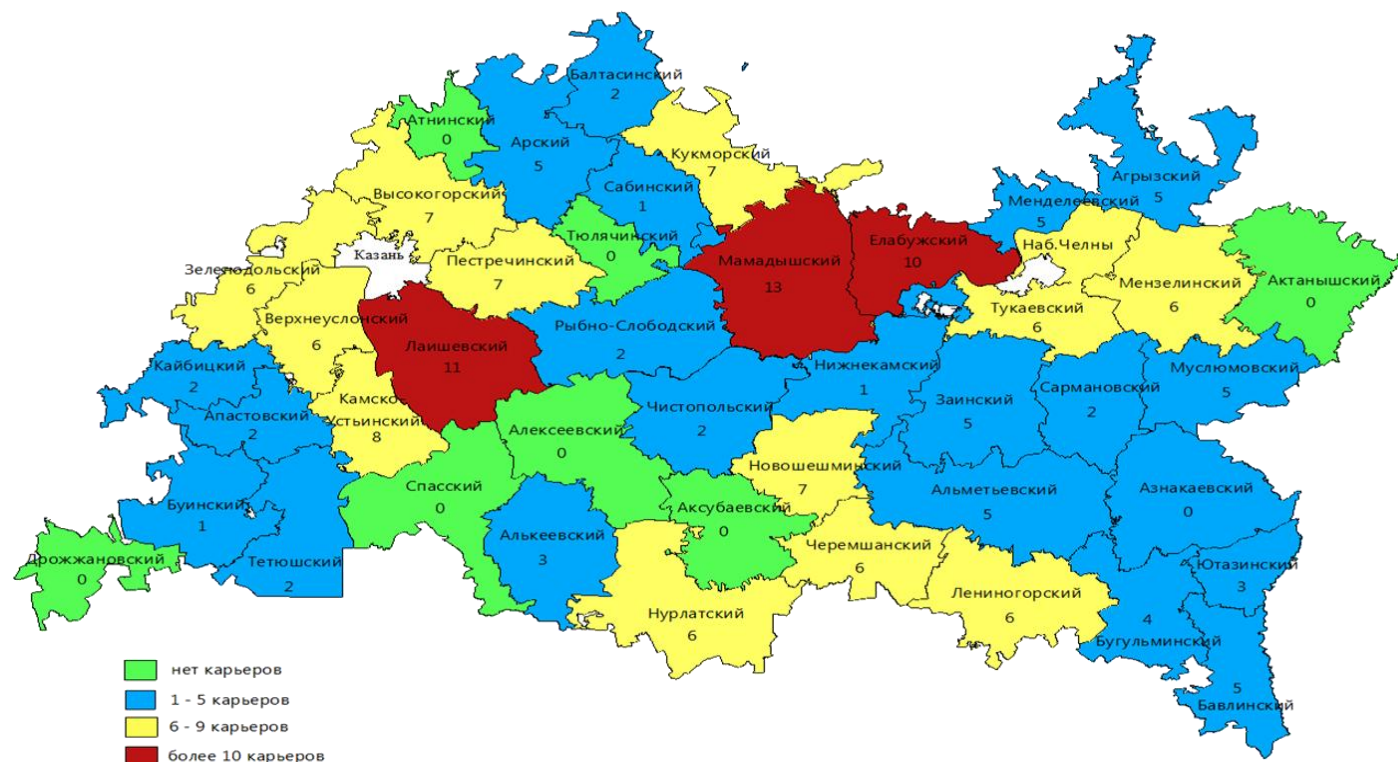 Балтасинский
2
Атнинский
0
5
Арский
5
Кукморский
7
Сабинский
1
Высокогорский
7
Агрызский
5
Менделеевский
5
Тюлячинский
0
Казань
Елабужский
10
Наб.Челны
Пестречинский
7
Мамадышский
13
Зеленодольский
6
Мензелинский
6
Актанышский
0
Верхнеуслонский
6
Рыбно-Слободский
2
Тукаевский
6
Лаишевский
11
Кайбицкий
2
Нижнекамский
1
Муслюмовский
5
Сармановский
2
Заинский
5
Камско
Устьинский
8
Апастовский
2
Чистопольский
2
Алексеевский
0
Новошешминский
7
Спасский
0
Альметьевский
5
Азнакаевский
0
Буинский
1
Аксубаевский
0
Алькеевский
3
Черемшанский
6
Дрожжановский
0
Тетюшский
2
Ютазинский
3
Лениногорский
6
Нурлатский
6
4
Бугульминский
5
Бавлинский
нет карьеров
1 - 5 карьеров
6 - 9 карьеров
более 10 карьеров